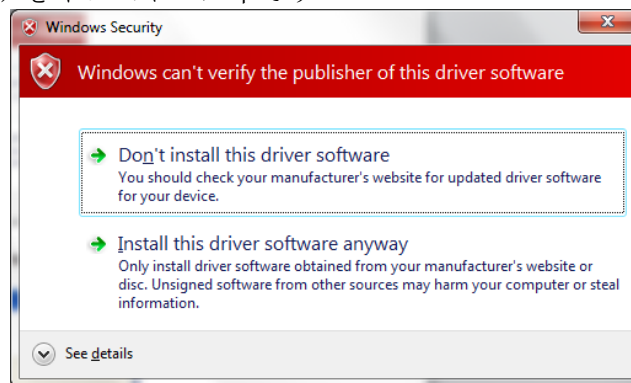 Windows Security
Windows can't verify the publisher of this driver software
Don't install this driver software
You should check your manufacturer's website for updated driver software
for your device.
Install this driver software anyway
Only install driver software obtained from your manufacturer's website or
disc. Unsigned software from other sources may harm your computer or steal
information.
See details